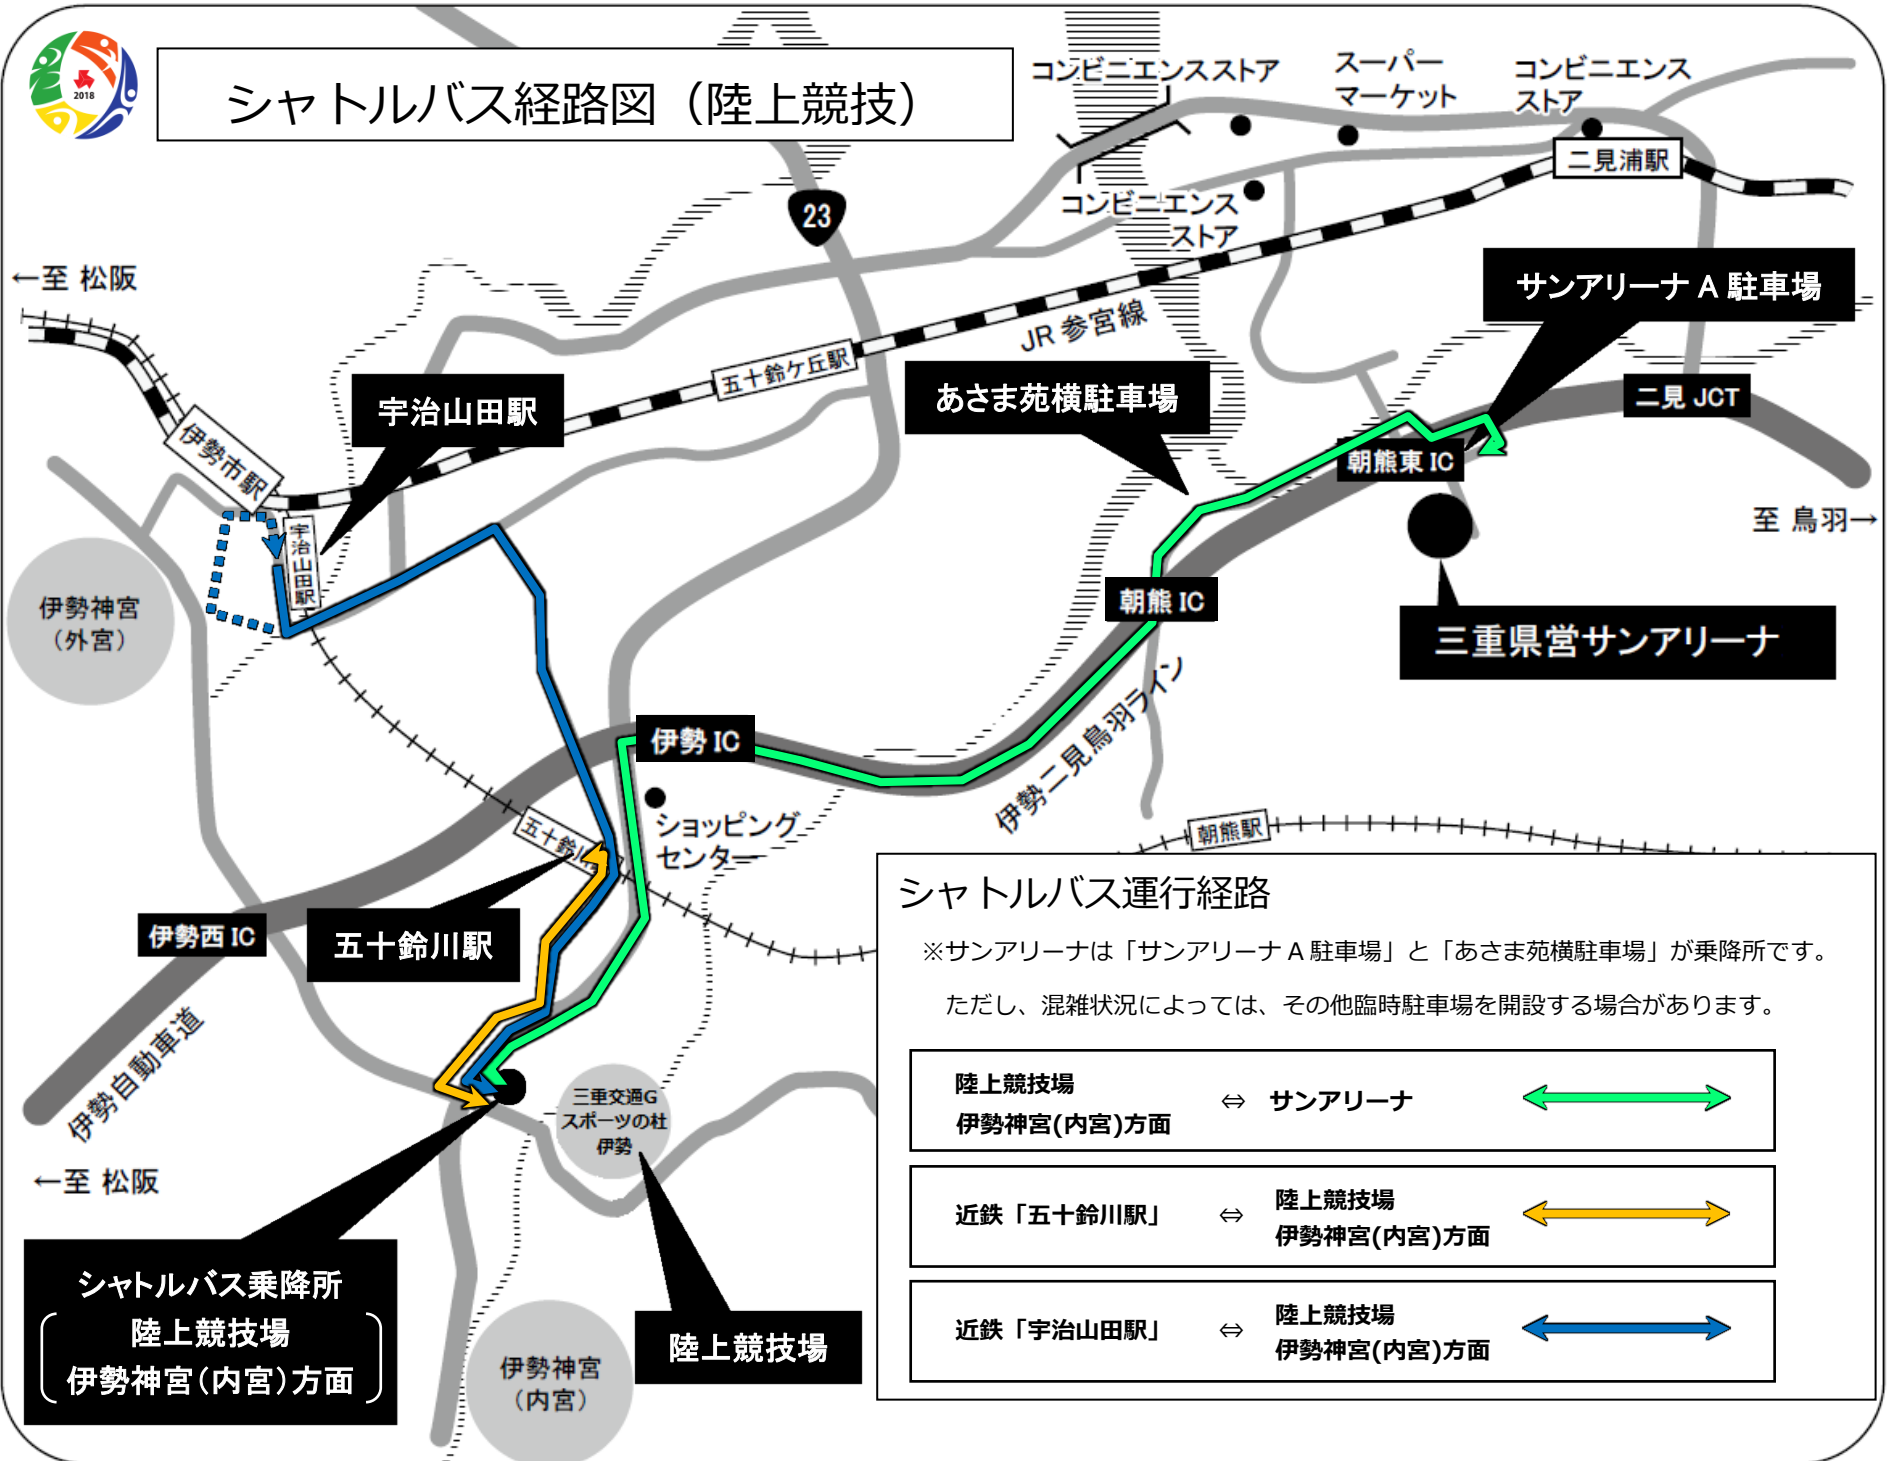 2018
シャトルバス経路図（陸上競技）
コンビニエンスストア
スーパー
マーケット
コンビニエンス
ストア
二見浦駅
23
コンビニエンス
ストア
←至 松阪
サンアリーナ A 駐車場
JR 参宮線
五十鈴ケ丘駅
あさま苑横駐車場
宇治山田駅
二見 JCT
伊勢市駅
朝熊東 IC
至 鳥羽→
宇治山田駅
伊勢神宮
（外宮）
朝熊 IC
三重県営サンアリーナ
伊勢 IC
伊勢二見鳥羽ライン
ショッピング
センター
五十鈴川
朝熊駅
伊勢西 IC
五十鈴川駅
伊勢自動車道
←至 松阪
三重交通G
スポーツの杜
伊勢
シャトルバス乗降所
陸上競技場
伊勢神宮（内宮）方面
陸上競技場
伊勢神宮
（内宮）
シャトルバス運行経路
※サンアリーナは「サンアリーナ A 駐車場」と「あさま苑横駐車場」が乗降所です。
ただし、混雑状況によっては、その他臨時駐車場を開設する場合があります。
陸上競技場
伊勢神宮(内宮)方面
⇔ サンアリーナ
近鉄「五十鈴川駅」 ⇔ 陸上競技場
伊勢神宮(内宮)方面
近鉄「宇治山田駅」 ⇔ 陸上競技場
伊勢神宮(内宮)方面